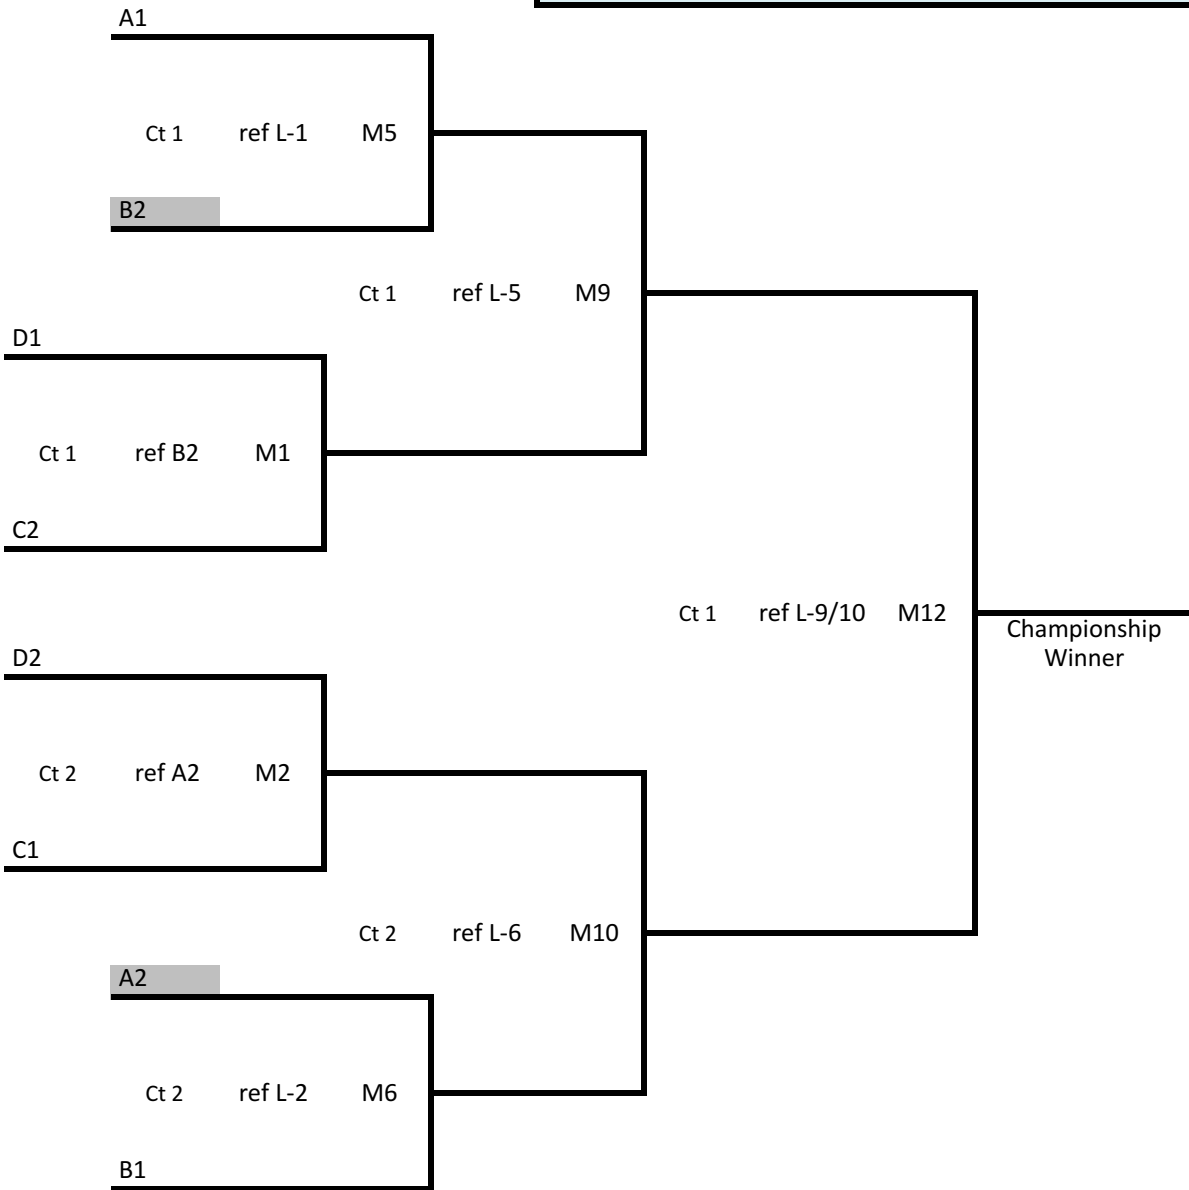 A1
Ct 1 ref L-1 M5
B2
Ct 1 ref L-5 M9
D1
Ct 1 ref B2 M1
C2
Ct 1 ref L-9/10 M12
Championship
Winner
D2
Ct 2 ref A2 M2
C1
Ct 2 ref L-6 M10
A2
Ct 2 ref L-2 M6
B1